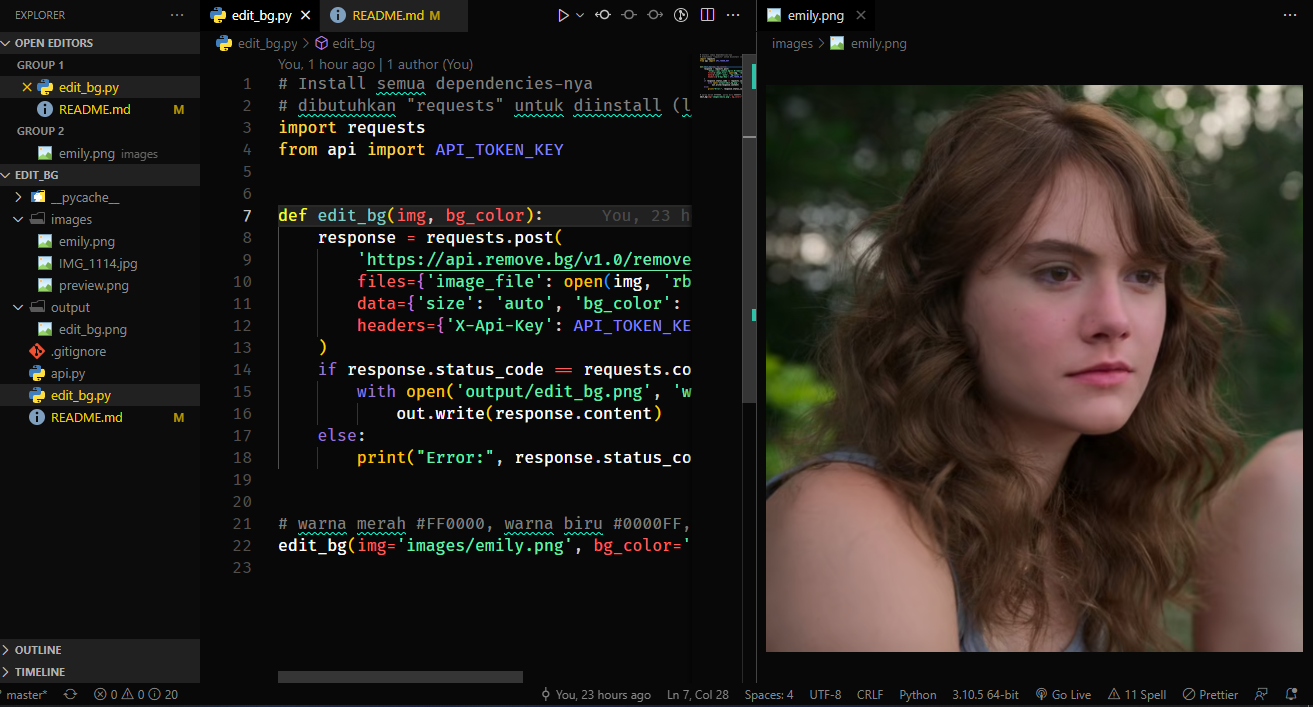 EXPLORER
OPEN EDITORS
GROUP 1
edit_bg.py
README.md M
GROUP 2
emily.png images
EDIT_BG
__pycache__
images
emily.png
IMG_1114.jpg
preview.png
output
edit_bg.png
.gitignore
api.py
edit_bg.py
README.md M
OUTLINE
TIMELINE
edit_bg.py
README.md M
edit_bg.py > edit_bg
You, 1 hour ago | 1 author (You)
1 # Install semua dependencies-nya
2 # dibutuhkan "requests" untuk diinstall (l
3 import requests
4 from api import API_TOKEN_KEY
5
6
7 def edit_bg(img, bg_color): You, 23 h
8 response = requests.post(
9 'https://api.remove.bg/v1.0/remove
10 files={'image_file': open(img, 'rb
11 data={'size': 'auto', 'bg_color':
12 headers={'X-Api-Key': API_TOKEN_KE
13 )
14 if response.status_code == requests.co
15 with open('output/edit_bg.png', 'w
16 out.write(response.content)
17 else:
18 print("Error:", response.status_co
19
20
21 # warna merah #FF0000, warna biru #0000FF,
22 edit_bg(img='images/emily.png', bg_color='
23
emily.png
images > emily.png
master* 0 0 20 You, 23 hours ago Ln 7, Col 28 Spaces: 4 UTF-8 CRLF Python 3.10.5 64-bit Go Live 11 Spell Prettier